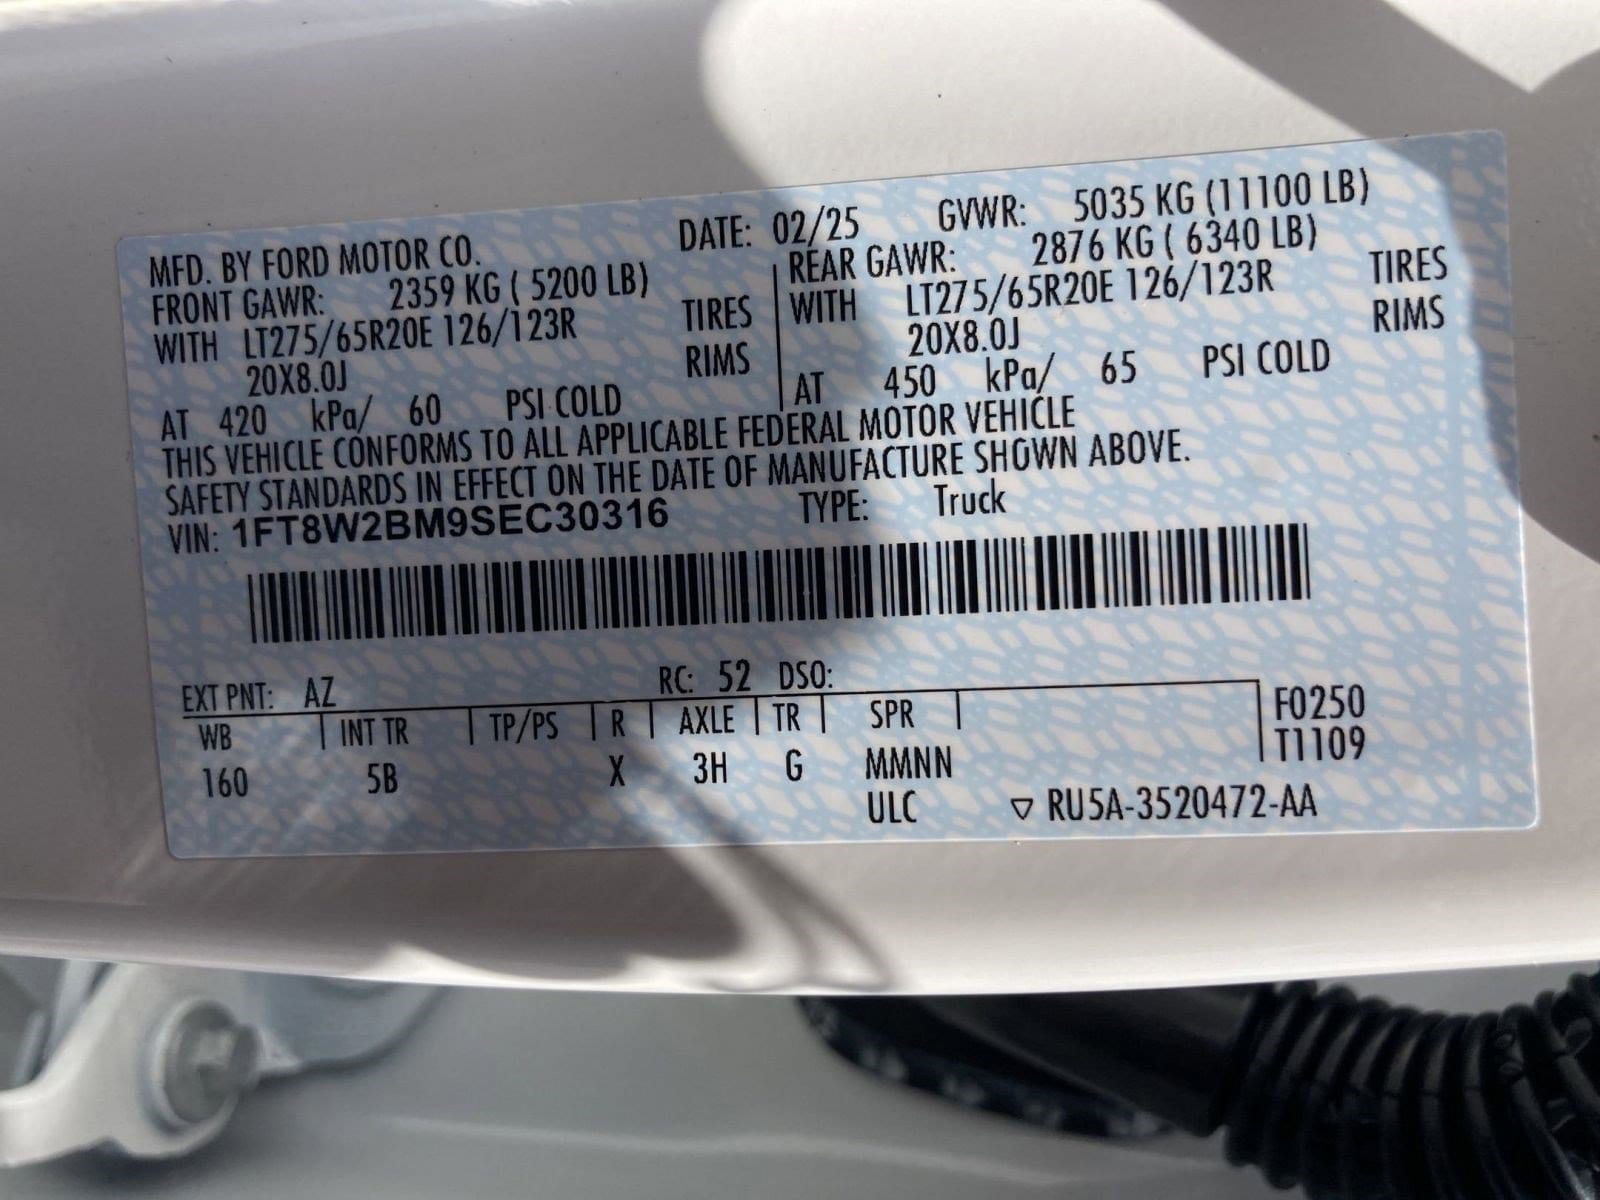 MFD. BY FORD MOTOR CO. DATE: 02/25 GVWR: 5035 KG (11100 LB)
FRONT GAWR: 2359 KG ( 5200 LB)
WITH LT275/65R20E 126/123R TIRES
20X8.0J RIMS
AT 420 kPa/ 60 PSI COLD
REAR GAWR: 2876 KG ( 6340 LB)
WITH LT275/65R20E 126/123R TIRES
20X8.0J RIMS
AT 450 kPa/ 65 PSI COLD
THIS VEHICLE CONFORMS TO ALL APPLICABLE FEDERAL MOTOR VEHICLE
SAFETY STANDARDS IN EFFECT ON THE DATE OF MANUFACTURE SHOWN ABOVE.
VIN: 1FT8W2BM9SEC30316 TYPE: Truck
EXT PNT: AZ RC: 52 DSO:
WB INT TR TP/PS R AXLE TR SPR F0250
160 5B X 3H G MMNN T1109
ULC ▽ RU5A-3520472-AA